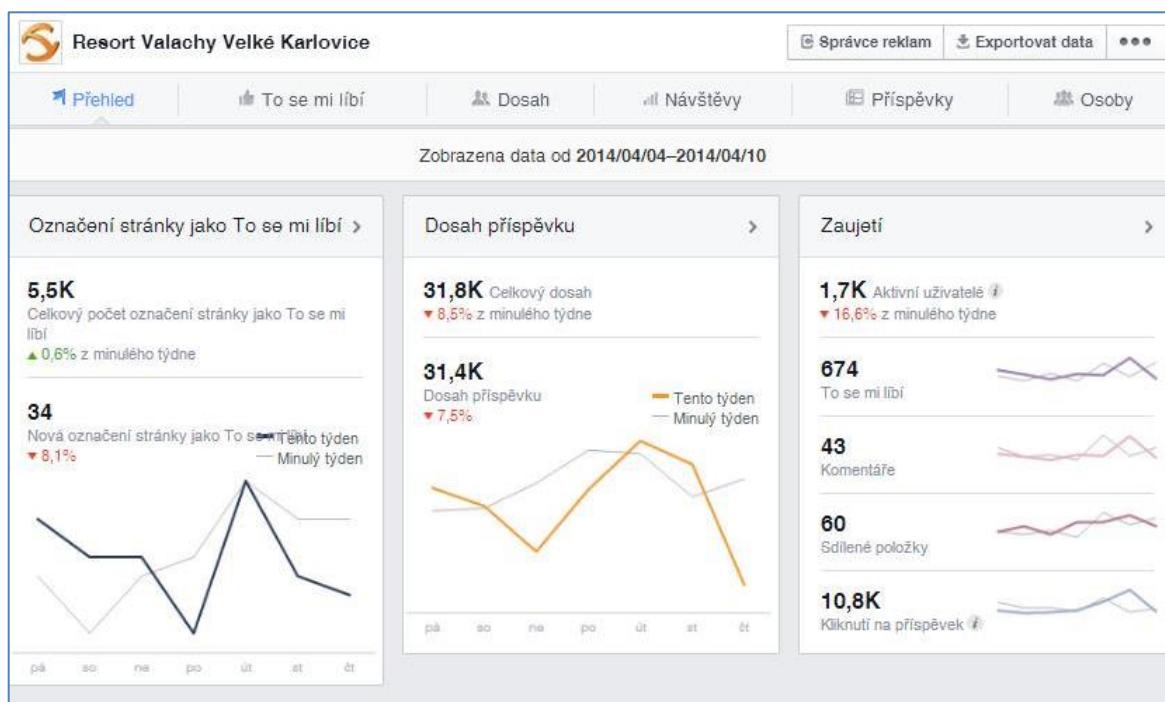 Resort Valachy Velké Karlovice
Správce reklam
Exportovat data
Přehled
To se mi líbí
Dosah
Návštěvy
Příspěvky
Osoby
Zobrazena data od 2014/04/04–2014/04/10
Označení stránky jako To se mi líbí
5,5K
Celkový počet označení stránky jako To se mi
líbí
0,6% z minulého týdne
34
Nová označení stránky jako To se mi líbí
8,1%
Tento týden
Minulý týden
pá so ne po út st čt
Dosah příspěvku
31,8K Celkový dosah
8,5% z minulého týdne
31,4K
Dosah příspěvku
7,5%
Tento týden
Minulý týden
pá so ne po út st čt
Zaujetí
1,7K Aktivní uživatelé i
16,6% z minulého týdne
674
To se mi líbí
43
Komentáře
60
Sdílené položky
10,8K
Kliknutí na příspěvek i